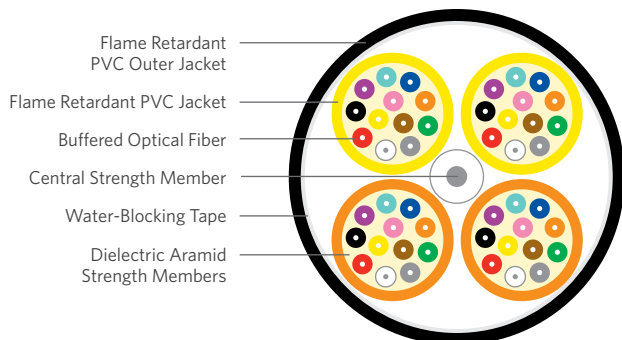 Flame Retardant
PVC Outer Jacket
Flame Retardant PVC Jacket
Buffered Optical Fiber
Central Strength Member
Water-Blocking Tape
Dielectric Aramid
Strength Members